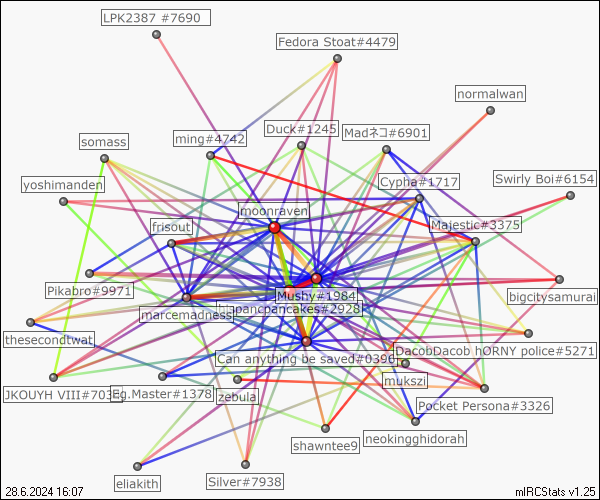 LPK2387 #7690
Fedora Stoat#4479
normalwan
Duck#1245
Madネコ#6901
ming#4742
somass
Swirly Boi#6154
Cypha#1717
yoshimanden
moonraven
Majestic#3375
frisout
Pikabro#9971
Mushy#1984
bigcitysamurai
marcemadness
pancpancakes#2928
thesecondtwat
Can anything be saved#0396
DacobDacob hORNY police#5271
mukszi
JKOUYH VIII#703
Eg.Master#1378
zebula
Pocket Persona#3326
neokingghidorah
shawntee9
eliakith
Silver#7938
28.6.2024 16:07
mIRCStats v1.25